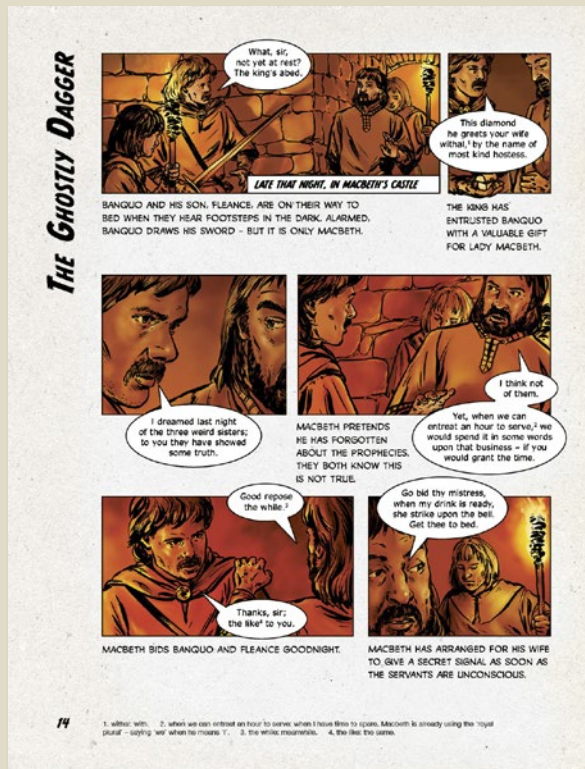 THE GHOSTLY DAGGER
What, sir,
not yet at rest?
The king's abed.
LATE THAT NIGHT, IN MACBETH'S CASTLE
BANQUO AND HIS SON, FLEANCE, ARE ON THEIR WAY TO
BED WHEN THEY HEAR FOOTSTEPS IN THE DARK. ALARMED,
BANQUO DRAWS HIS SWORD – BUT IT IS ONLY MACBETH.
This diamond
he greets your wife
withal,¹ by the name of
most kind hostess.
THE KING HAS
ENTRUSTED BANQUO
WITH A VALUABLE GIFT
FOR LADY MACBETH.
I dreamed last night
of the three weird sisters;
to you they have showed
some truth.
I think not
of them.
Yet, when we can
entreat an hour to serve,² we
would spend it in some words
upon that business – if you
would grant the time.
MACBETH PRETENDS
HE HAS FORGOTTEN
ABOUT THE PROPHECIES.
THEY BOTH KNOW THIS
IS NOT TRUE.
Good repose
the while.³
Thanks, sir;
the like⁴ to you.
MACBETH BIDS BANQUO AND FLEANCE GOODNIGHT.
Go bid thy mistress,
when my drink is ready,
she strike upon the bell.
Get thee to bed.
MACBETH HAS ARRANGED FOR HIS WIFE
TO GIVE A SECRET SIGNAL AS SOON AS
THE SERVANTS ARE UNCONSCIOUS.
14
1. withal: with. 2. when we can entreat an hour to serve: when I have time to spare. Macbeth is already using the 'royal
plural' – saying 'we' when he means 'I'. 3. the while: meanwhile. 4. the like: the same.